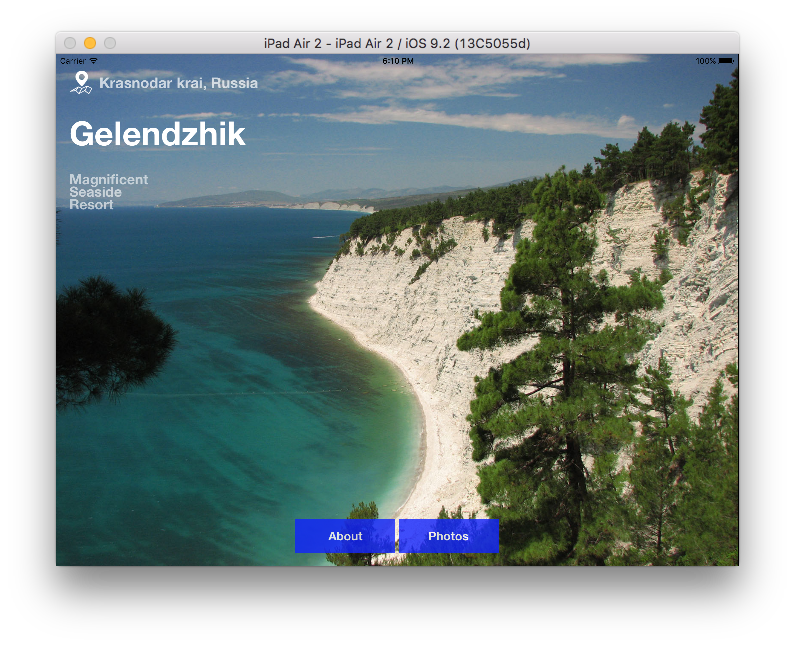 iPad Air 2 - iPad Air 2 / iOS 9.2 (13C5055d)
Carrier 6:10 PM 100%
Krasnodar krai, Russia
Gelendzhik
Magnificent
Seaside
Resort
About Photos